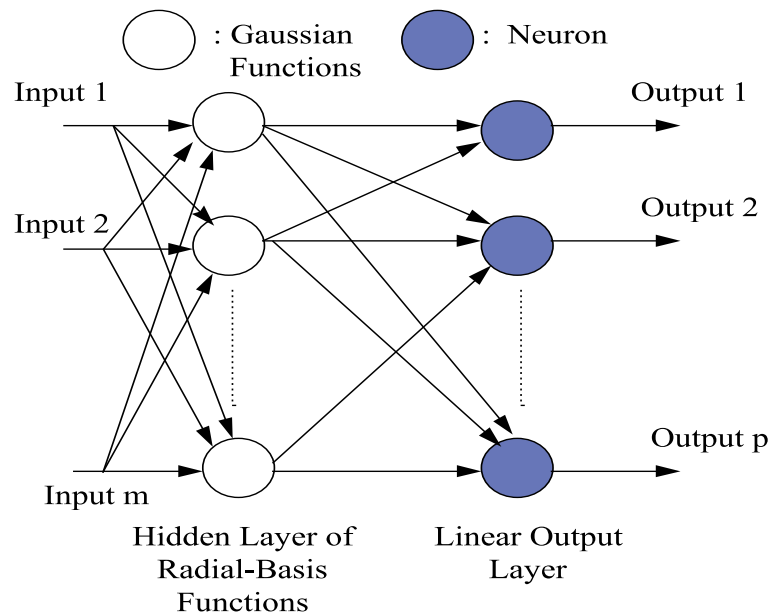 : Gaussian
Functions
: Neuron
Input 1
Output 1
Input 2
Output 2
Input m
Output p
Hidden Layer of
Radial-Basis
Functions
Linear Output
Layer